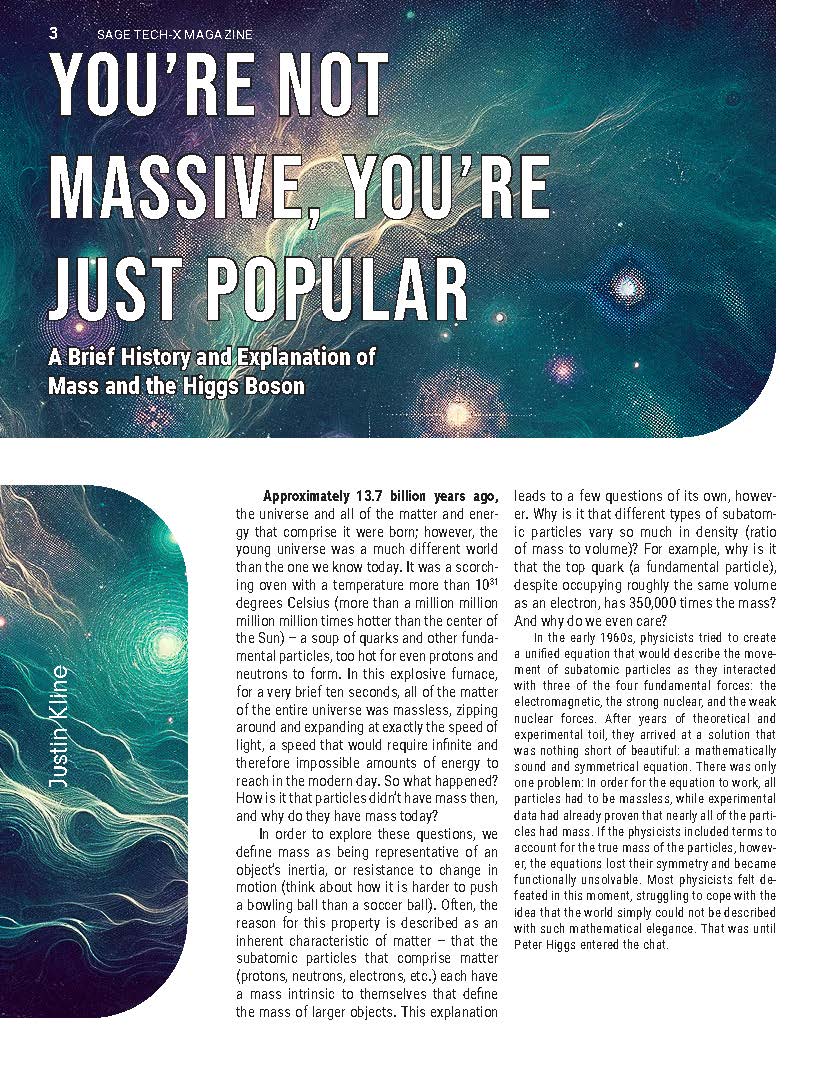 3 SAGE TECH-X MAGAZINE
YOU'RE NOT
MASSIVE, YOU'RE
JUST POPULAR
A Brief History and Explanation of
Mass and the Higgs Boson
Justin Kline
Approximately 13.7 billion years ago,
the universe and all of the matter and ener-
gy that comprise it were born; however, the
young universe was a much different world
than the one we know today. It was a scorch-
ing oven with a temperature more than 10³¹
degrees Celsius (more than a million million
million million times hotter than the center of
the Sun) – a soup of quarks and other funda-
mental particles, too hot for even protons and
neutrons to form. In this explosive furnace,
for a very brief ten seconds, all of the matter
of the entire universe was massless, zipping
around and expanding at exactly the speed of
light, a speed that would require infinite and
therefore impossible amounts of energy to
reach in the modern day. So what happened?
How is it that particles didn't have mass then,
and why do they have mass today?
In order to explore these questions, we
define mass as being representative of an
object's inertia, or resistance to change in
motion (think about how it is harder to push
a bowling ball than a soccer ball). Often, the
reason for this property is described as an
inherent characteristic of matter – that the
subatomic particles that comprise matter
(protons, neutrons, electrons, etc.) each have
a mass intrinsic to themselves that define
the mass of larger objects. This explanation
leads to a few questions of its own, howev-
er. Why is it that different types of subatom-
ic particles vary so much in density (ratio
of mass to volume)? For example, why is it
that the top quark (a fundamental particle),
despite occupying roughly the same volume
as an electron, has 350,000 times the mass?
And why do we even care?
In the early 1960s, physicists tried to create
a unified equation that would describe the move-
ment of subatomic particles as they interacted
with three of the four fundamental forces: the
electromagnetic, the strong nuclear, and the weak
nuclear forces. After years of theoretical and
experimental toil, they arrived at a solution that
was nothing short of beautiful: a mathematically
sound and symmetrical equation. There was only
one problem: In order for the equation to work, all
particles had to be massless, while experimental
data had already proven that nearly all of the parti-
cles had mass. If the physicists included terms to
account for the true mass of the particles, howev-
er, the equations lost their symmetry and became
functionally unsolvable. Most physicists felt de-
feated in this moment, struggling to cope with the
idea that the world simply could not be described
with such mathematical elegance. That was until
Peter Higgs entered the chat.